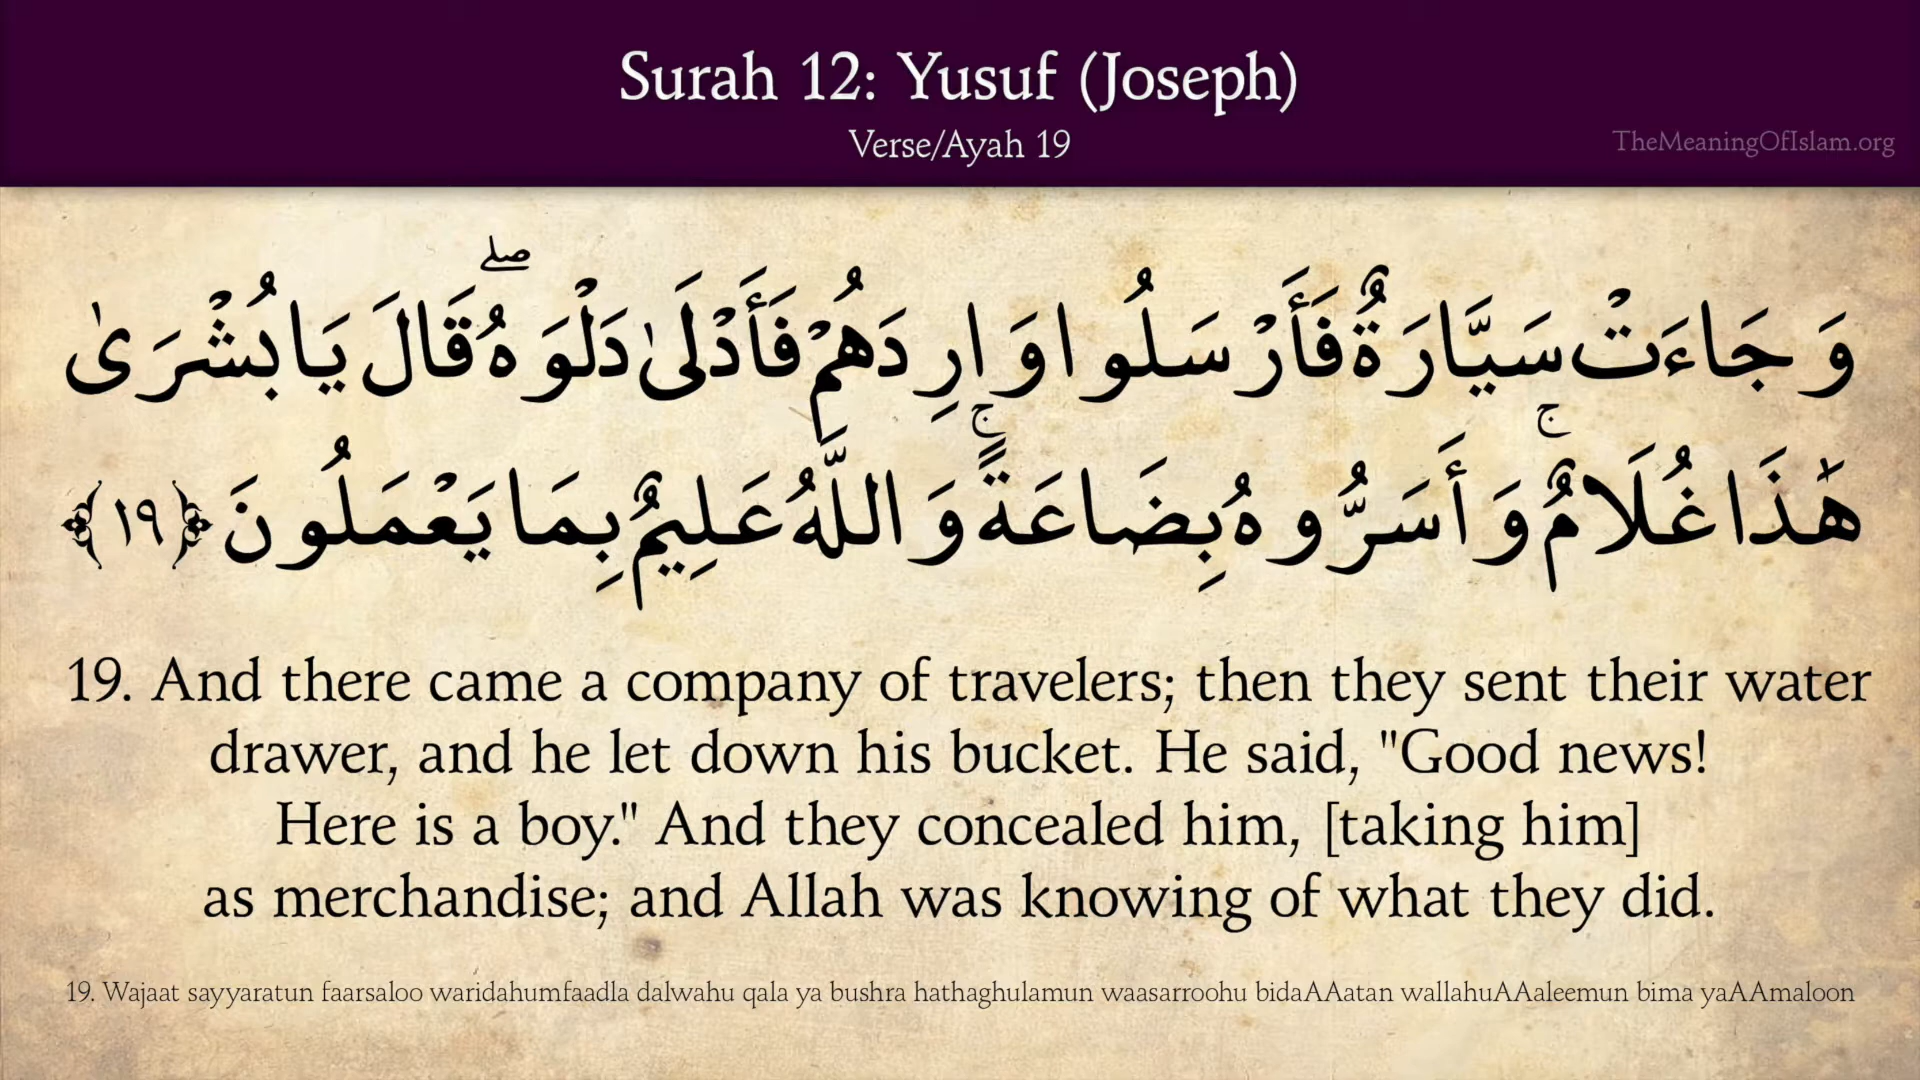 Surah 12: Yusuf (Joseph)
Verse/Ayah 19
TheMeaningOfIslam.org
وَجَاءَتْ سَيَّارَةٌ فَأَرْسَلُوا وَارِدَهُمْ فَأَدْلَىٰ دَلْوَهُ ۖ قَالَ يَا بُشْرَىٰ
هَٰذَا غُلَامٌ ۚ وَأَسَرُّوهُ بِضَاعَةً ۚ وَاللَّهُ عَلِيمٌ بِمَا يَعْمَلُونَ ﴿١٩﴾
19. And there came a company of travelers; then they sent their water
drawer, and he let down his bucket. He said, "Good news!
Here is a boy." And they concealed him, [taking him]
as merchandise; and Allah was knowing of what they did.
19. Wajaat sayyaratun faarsaloo waridahumfaadla dalwahu qala ya bushra hathaghulamun waasarroohu bidaAAatan wallahuAAaleemun bima yaAAmaloon